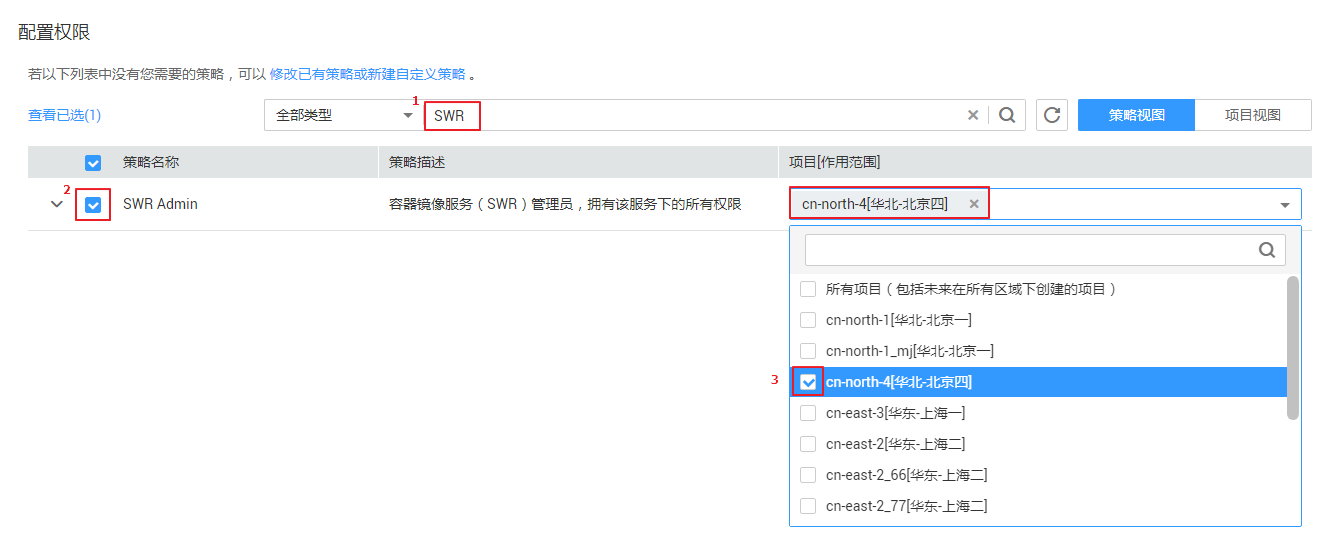 配置权限
若以下列表中没有您需要的策略，可以 修改已有策略或新建自定义策略 。
查看已选(1) 全部类型 1 SWR 策略视图 项目视图
策略名称 策略描述 项目[作用范围]
2 SWR Admin 容器镜像服务（SWR）管理员，拥有该服务下的所有权限 cn-north-4[华北-北京四]
所有项目（包括未来在所有区域下创建的项目）
cn-north-1[华北-北京一]
cn-north-1_mj[华北-北京一]
3 cn-north-4[华北-北京四]
cn-east-3[华东-上海一]
cn-east-2[华东-上海二]
cn-east-2_66[华东-上海二]
cn-east-2_77[华东-上海二]